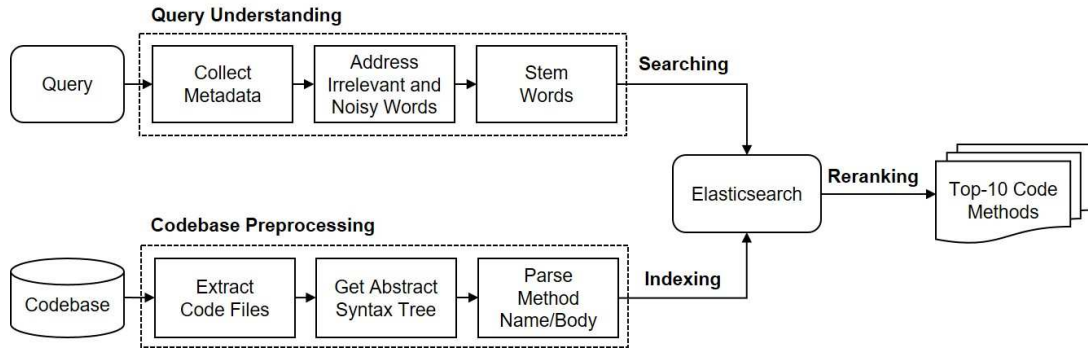 Query Understanding
Query
Collect
Metadata
Address
Irrelevant and
Noisy Words
Stem
Words
Searching
Elasticsearch
Reranking
Top-10 Code
Methods
Codebase Preprocessing
Codebase
Extract
Code Files
Get Abstract
Syntax Tree
Parse
Method
Name/Body
Indexing